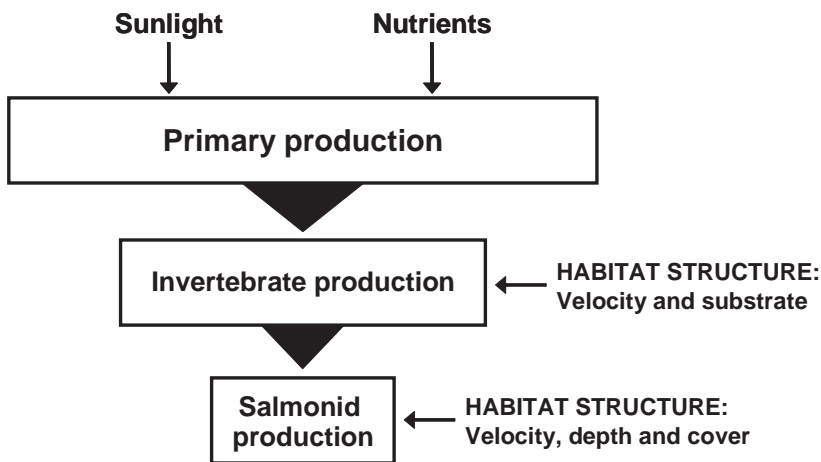 Sunlight
Nutrients
Primary production
Invertebrate production
HABITAT STRUCTURE:
Velocity and substrate
Salmonid
production
HABITAT STRUCTURE:
Velocity, depth and cover